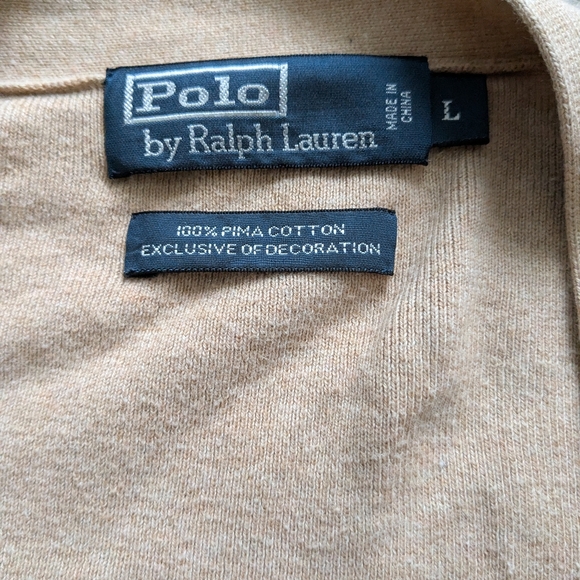 Polo
by Ralph Lauren
MADE IN
CHINA
L
100% PIMA COTTON
EXCLUSIVE OF DECORATION